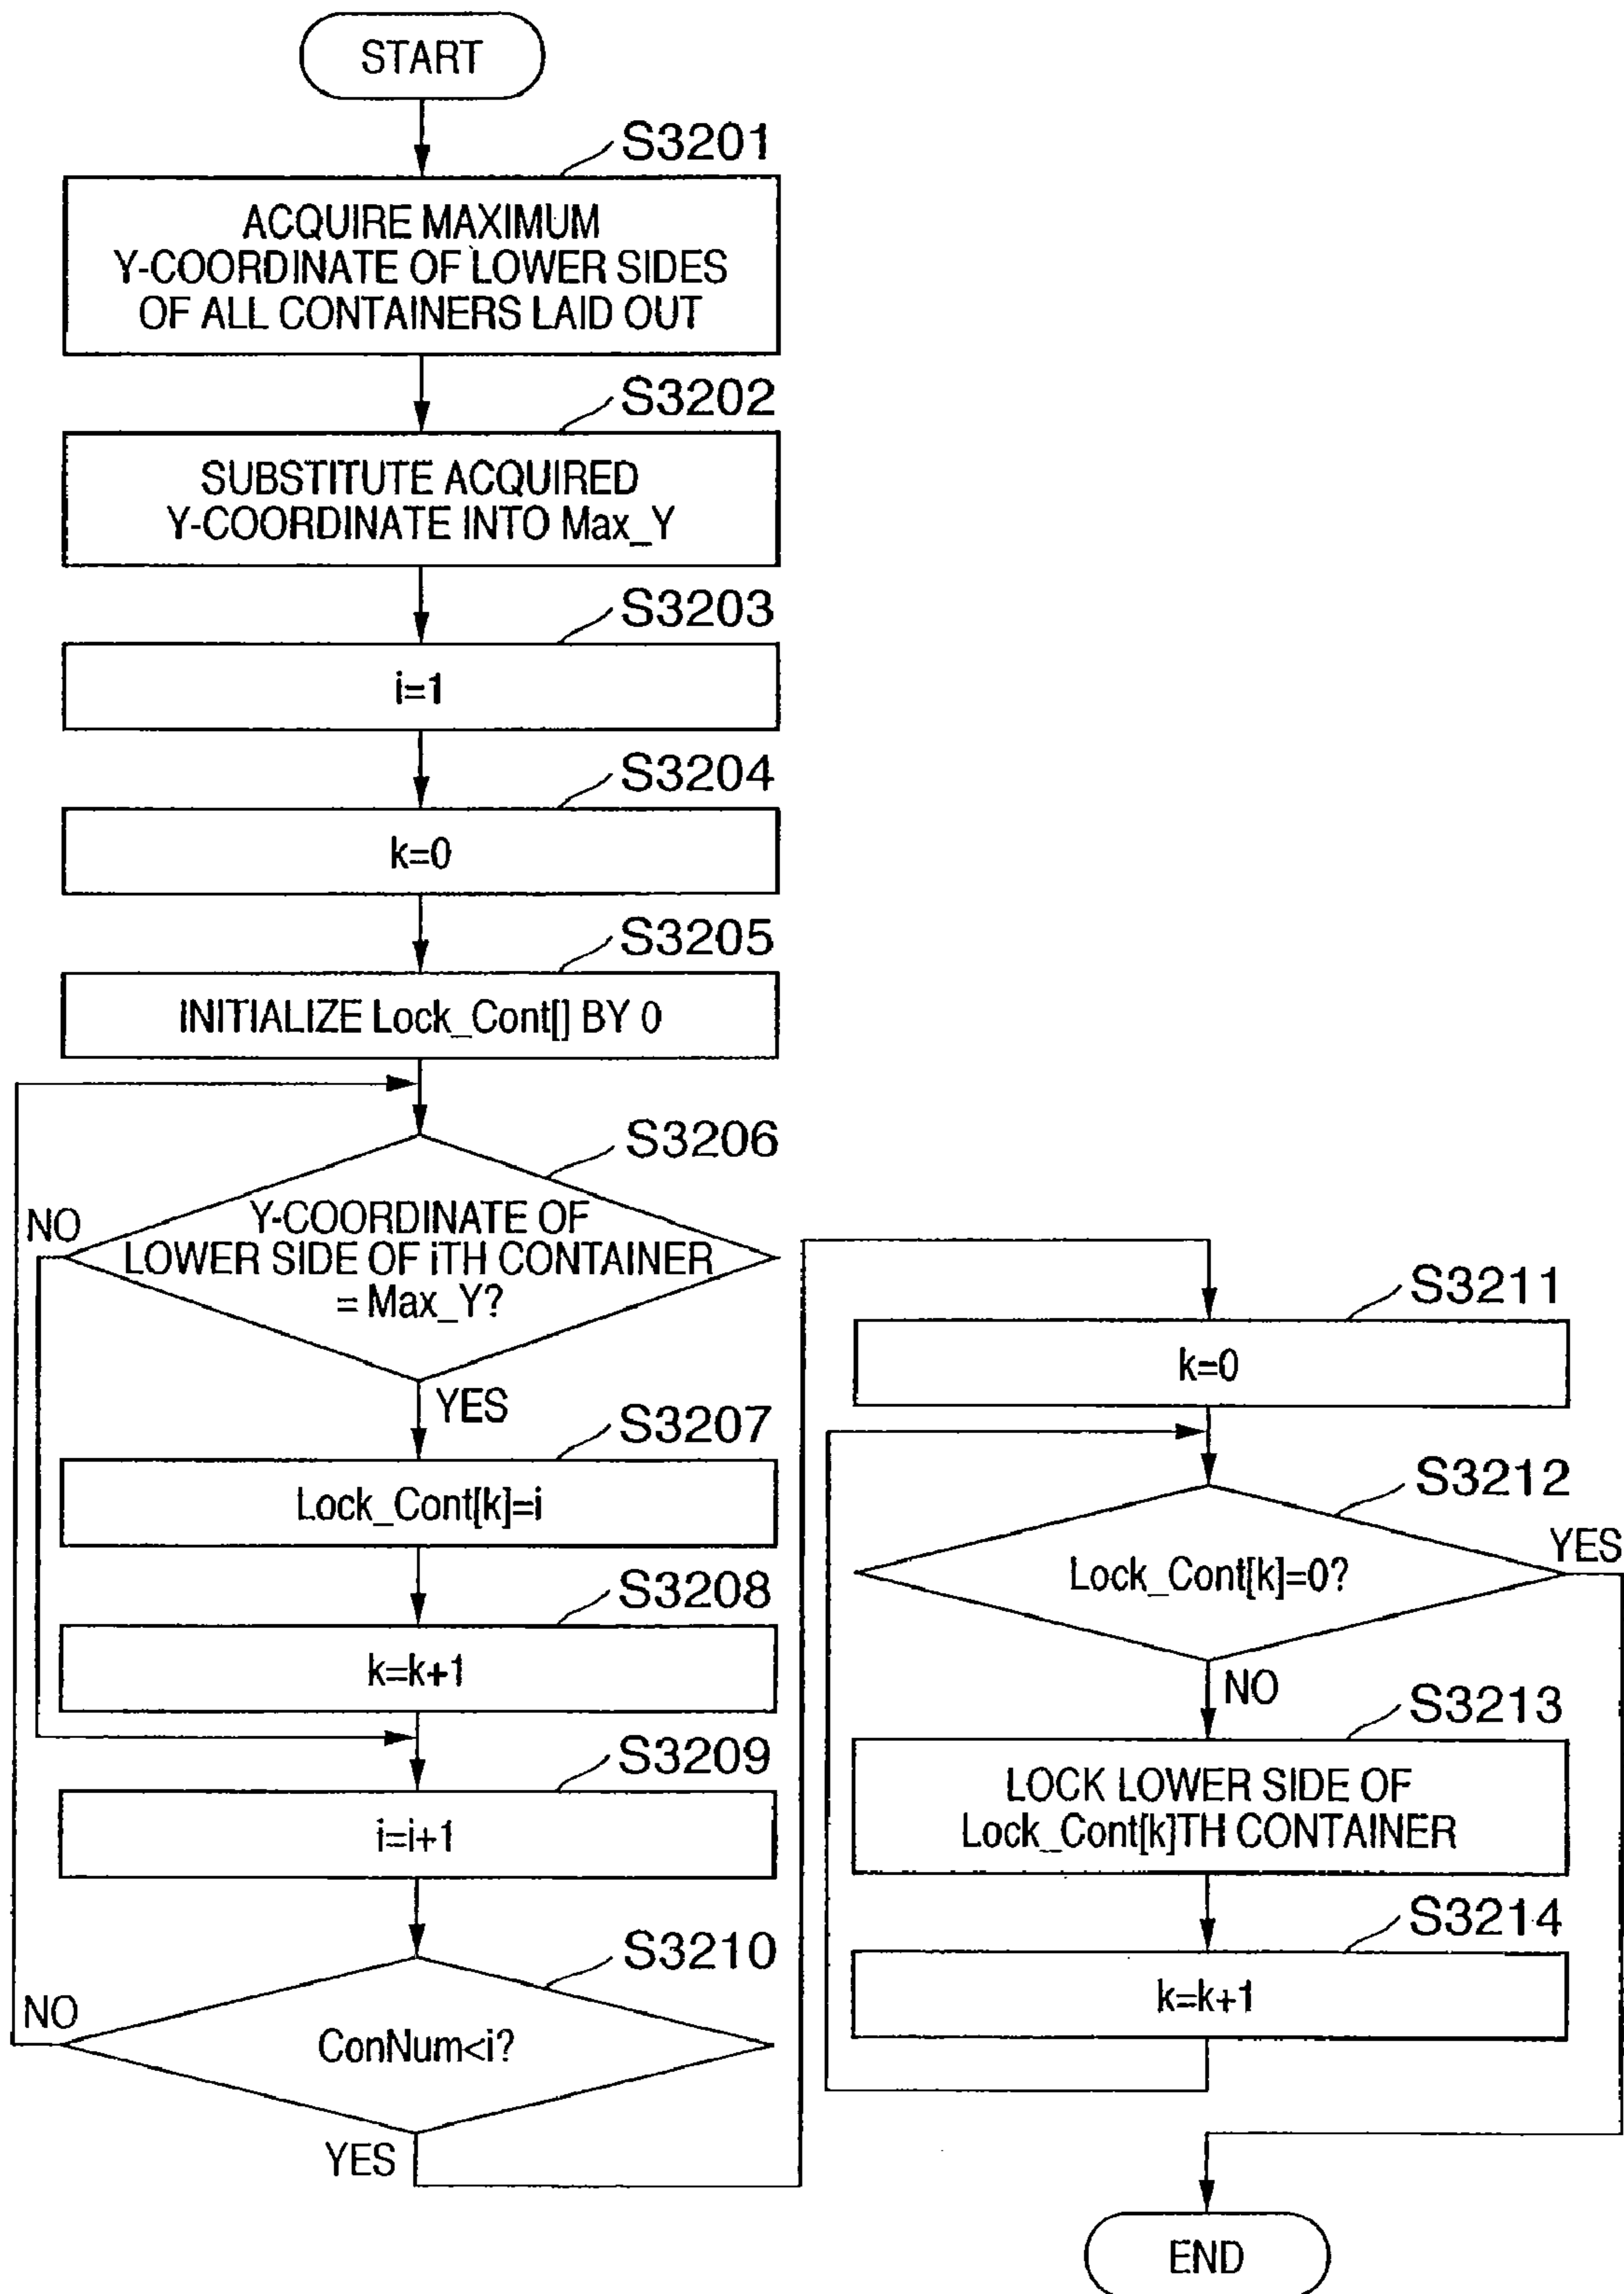 START
S3201
ACQUIRE MAXIMUM
Y-COORDINATE OF LOWER SIDES
OF ALL CONTAINERS LAID OUT
S3202
SUBSTITUTE ACQUIRED
Y-COORDINATE INTO Max_Y
S3203
i=1
S3204
k=0
S3205
INITIALIZE Lock_Cont[] BY 0
S3206
NO
Y-COORDINATE OF
LOWER SIDE OF iTH CONTAINER
= Max_Y?
YES
S3207
Lock_Cont[k]=i
S3208
k=k+1
S3209
i=i+1
S3210
NO
ConNum<i?
YES
S3211
k=0
S3212
YES
Lock_Cont[k]=0?
NO
S3213
LOCK LOWER SIDE OF
Lock_Cont[k]TH CONTAINER
S3214
k=k+1
END